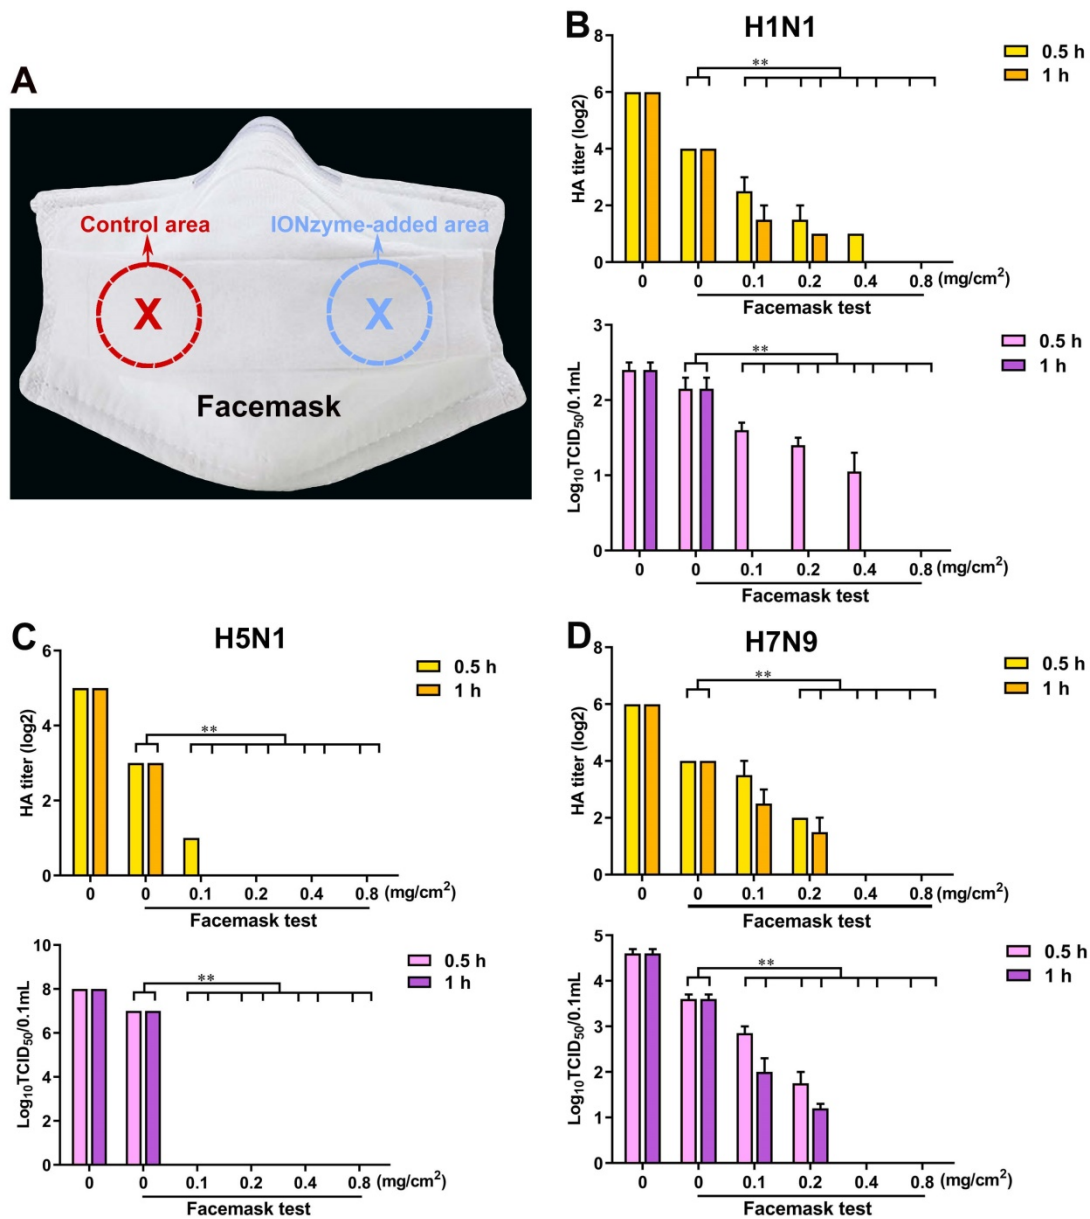 A
Control area
IONzyme-added area
X
X
Facemask
B
H1N1
HA titer (log2)
8
6
4
2
0
**
0.5 h
1 h
0 0 0.1 0.2 0.4 0.8 (mg/cm²)
Facemask test
Log₁₀TCID₅₀/0.1mL
3
2
1
0
**
0.5 h
1 h
0 0 0.1 0.2 0.4 0.8 (mg/cm²)
Facemask test
C
H5N1
HA titer (log2)
6
4
2
0
**
0.5 h
1 h
0 0 0.1 0.2 0.4 0.8 (mg/cm²)
Facemask test
Log₁₀TCID₅₀/0.1mL
10
8
6
4
2
0
**
0.5 h
1 h
0 0 0.1 0.2 0.4 0.8 (mg/cm²)
Facemask test
D
H7N9
HA titer (log2)
8
6
4
2
0
**
0.5 h
1 h
0 0 0.1 0.2 0.4 0.8 (mg/cm²)
Facemask test
Log₁₀TCID₅₀/0.1mL
5
4
3
2
1
0
**
0.5 h
1 h
0 0 0.1 0.2 0.4 0.8 (mg/cm²)
Facemask test